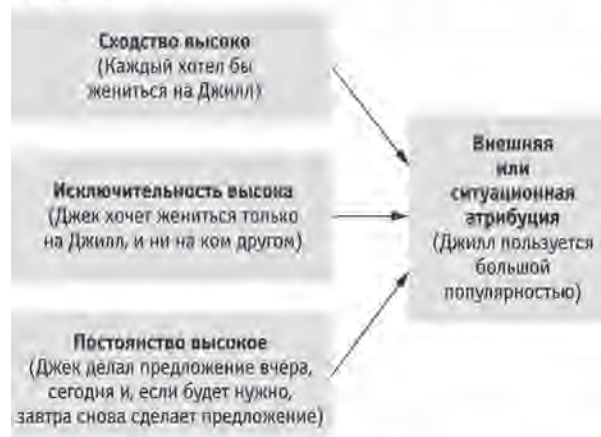 Сходство высоко
(Каждый хотел бы
жениться на Джилл)
Исключительность высока
(Джек хочет жениться только
на Джилл, и ни на ком другом)
Постоянство высокое
(Джек делал предложение вчера,
сегодня и, если будет нужно,
завтра снова сделает предложение)
Внешняя
или
ситуационная
атрибуция
(Джилл пользуется
большой
популярностью)